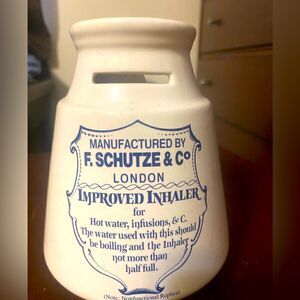 MANUFACTURED BY
F. SCHUTZE & Co
LONDON
IMPROVED INHALER
for
Hot water, infusions, & C.
The water used with this should
be boiling and the Inhaler
not more than
half full.
(Note: Nonfunctional Replica)